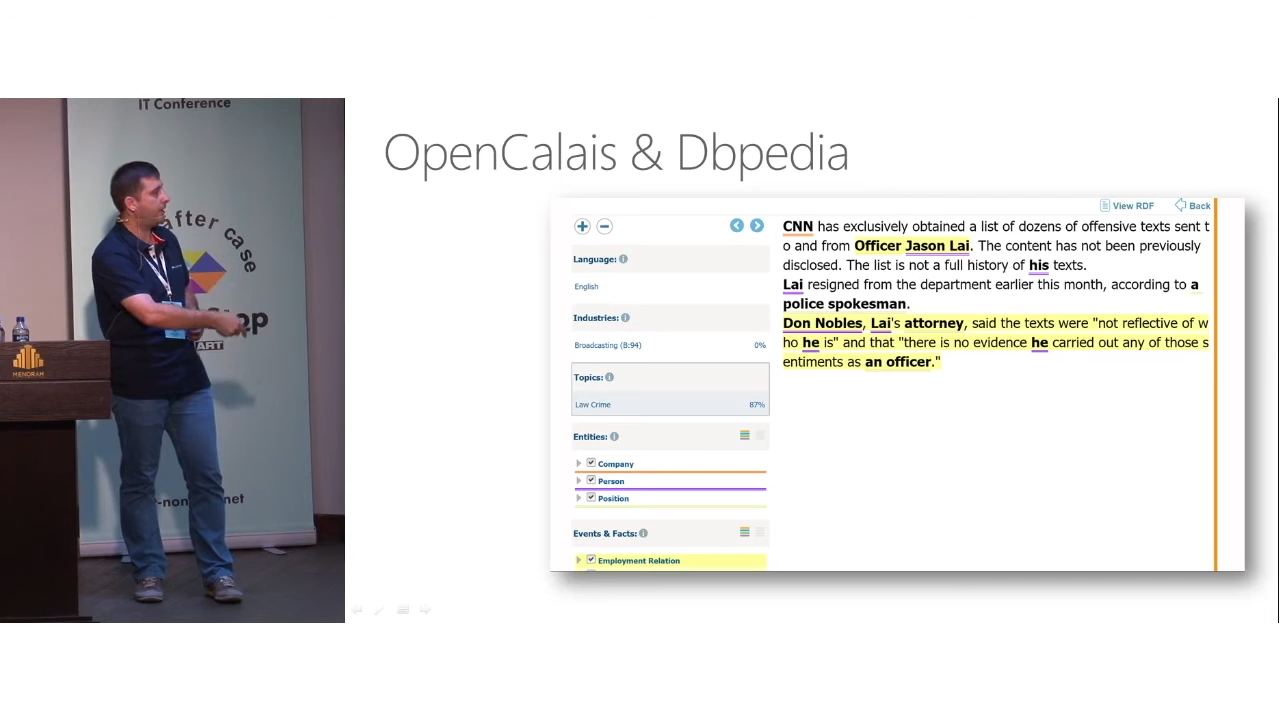 IT Conference
after case
op
ART
MENORAH
.net
OpenCalais & Dbpedia
View RDF
Back
Language:
English
Industries:
Broadcasting (B:94) 0%
Topics:
Law Crime 87%
Entities:
Company
Person
Position
Events & Facts:
Employment Relation
CNN has exclusively obtained a list of dozens of offensive texts sent t
o and from Officer Jason Lai. The content has not been previously
disclosed. The list is not a full history of his texts.
Lai resigned from the department earlier this month, according to a
police spokesman.
Don Nobles, Lai's attorney, said the texts were "not reflective of w
ho he is" and that "there is no evidence he carried out any of those s
entiments as an officer."